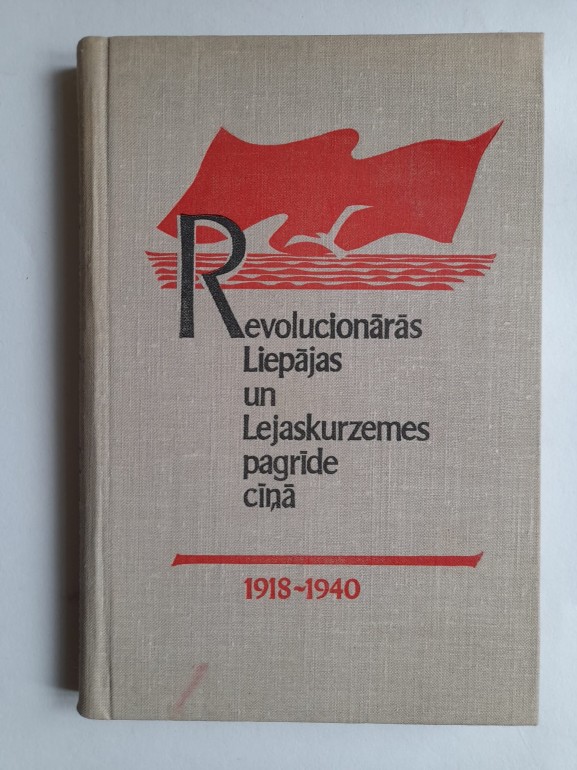 Revolucionārās
Liepājas
un
Lejaskurzemes
pagrīde
cīņā
1918~1940